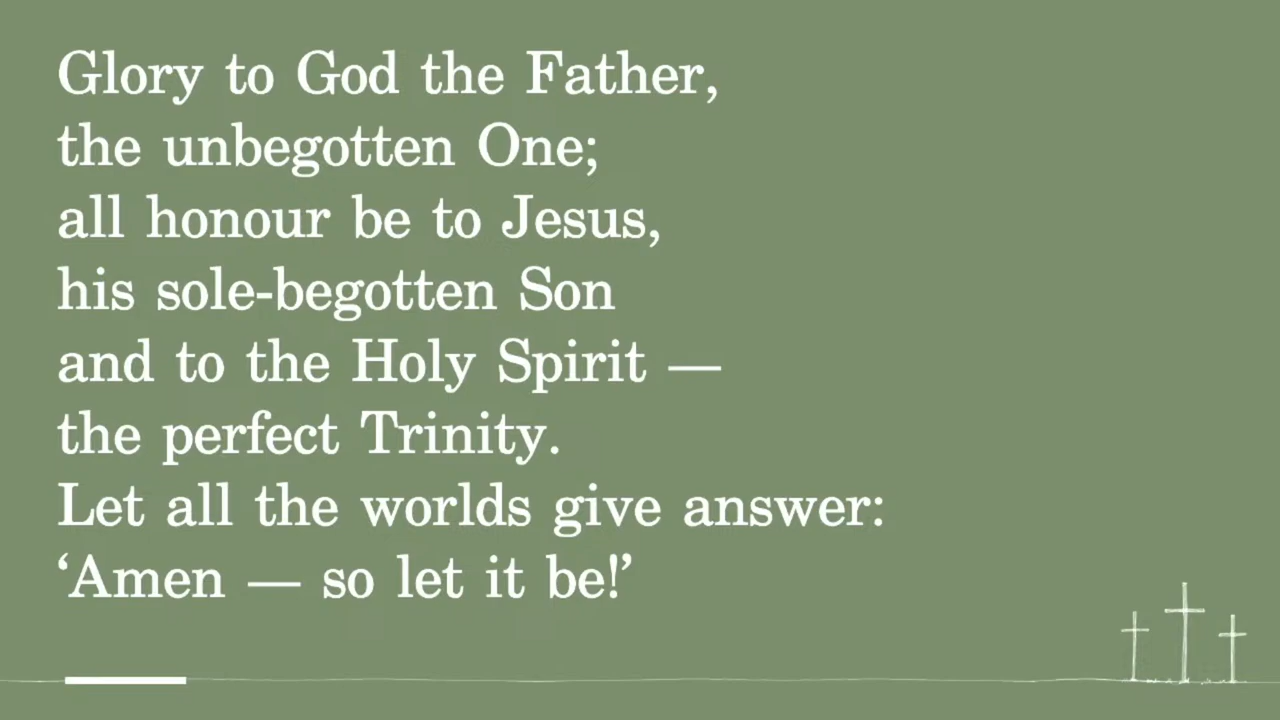 Glory to God the Father,
the unbegotten One;
all honour be to Jesus,
his sole-begotten Son
and to the Holy Spirit —
the perfect Trinity.
Let all the worlds give answer:
‘Amen — so let it be!’